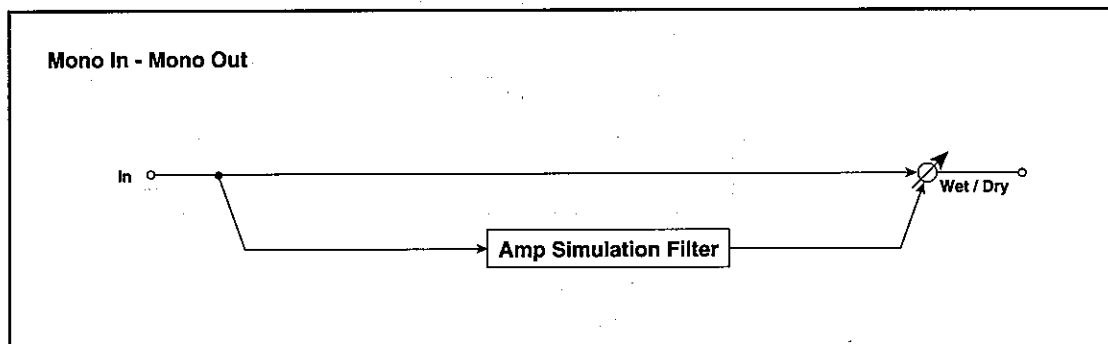 Mono In - Mono Out
In
Wet / Dry
Amp Simulation Filter